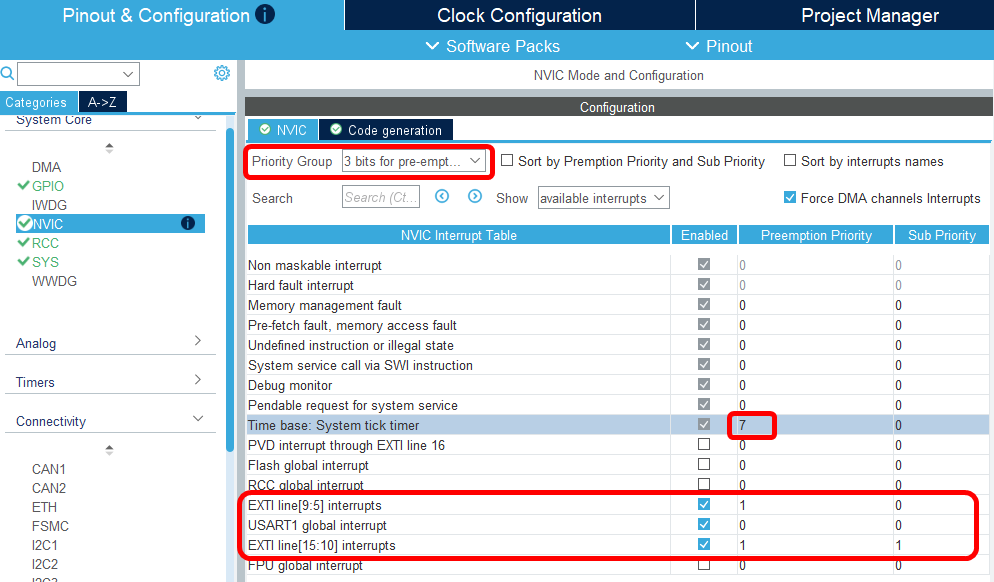 Pinout & Configuration
Clock Configuration
Project Manager
Software Packs
Pinout
NVIC Mode and Configuration
Categories
A->Z
System Core
DMA
GPIO
IWDG
NVIC
RCC
SYS
WWDG
Analog
Timers
Connectivity
CAN1
CAN2
ETH
FSMC
I2C1
I2C2
I2C3
Configuration
NVIC
Code generation
Priority Group 3 bits for pre-empt... Sort by Premption Priority and Sub Priority Sort by interrupts names
Search Search (Ct... Show available interrupts Force DMA channels Interrupts
NVIC Interrupt Table Enabled Preemption Priority Sub Priority
Non maskable interrupt 0 0
Hard fault interrupt 0 0
Memory management fault 0 0
Pre-fetch fault, memory access fault 0 0
Undefined instruction or illegal state 0 0
System service call via SWI instruction 0 0
Debug monitor 0 0
Pendable request for system service 0 0
Time base: System tick timer 7 0
PVD interrupt through EXTI line 16 0 0
Flash global interrupt 0 0
RCC global interrupt 0 0
EXTI line[9:5] interrupts 1 0
USART1 global interrupt 0 0
EXTI line[15:10] interrupts 1 1
FPU global interrupt 0 0